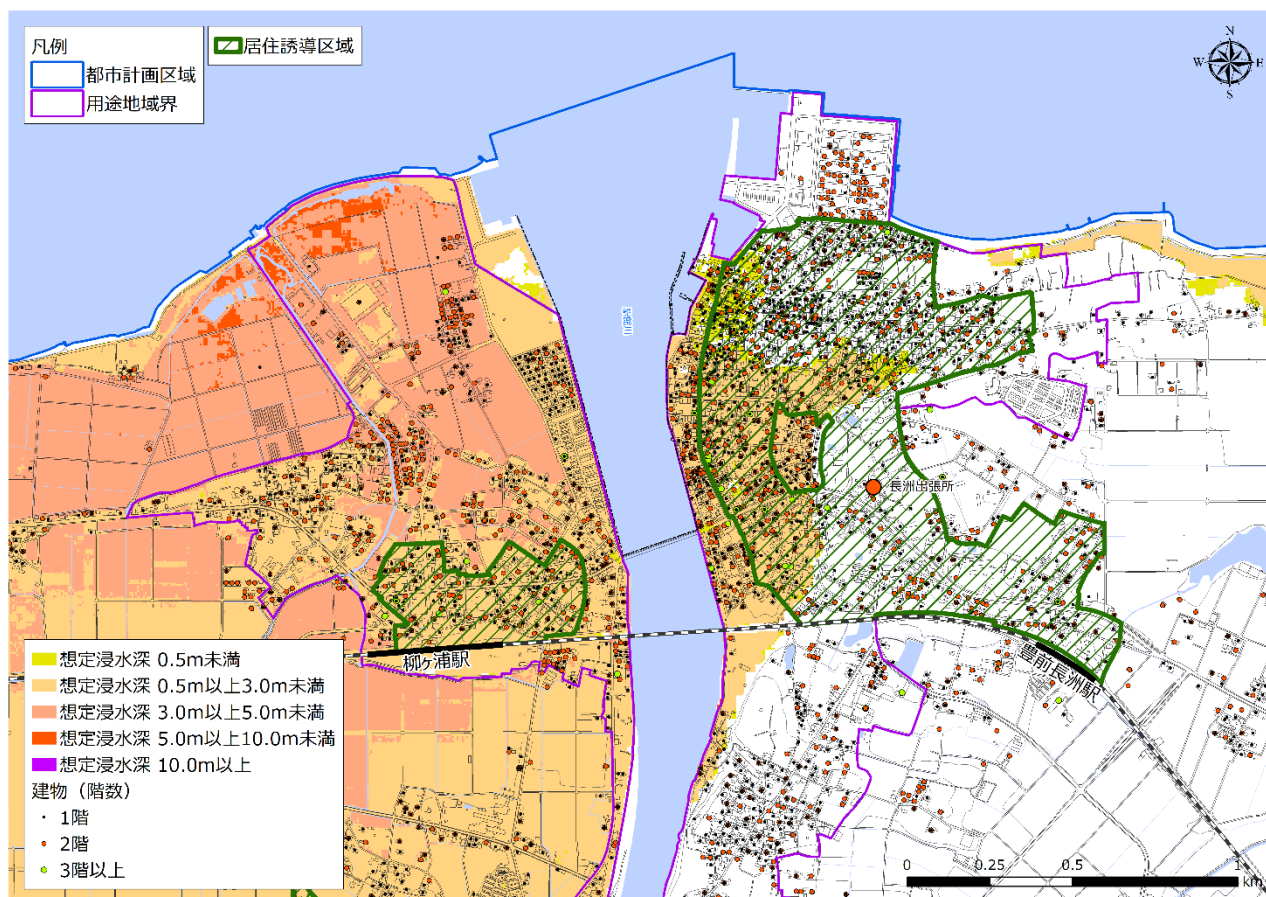 凡例
都市計画区域
用途地域界
居住誘導区域
N
W
E
S
長洲出張所
柳ヶ浦駅
豊前長洲駅
想定浸水深 0.5m未満
想定浸水深 0.5m以上3.0m未満
想定浸水深 3.0m以上5.0m未満
想定浸水深 5.0m以上10.0m未満
想定浸水深 10.0m以上
建物（階数）
1階
2階
3階以上
0
0.25
0.5
1
km